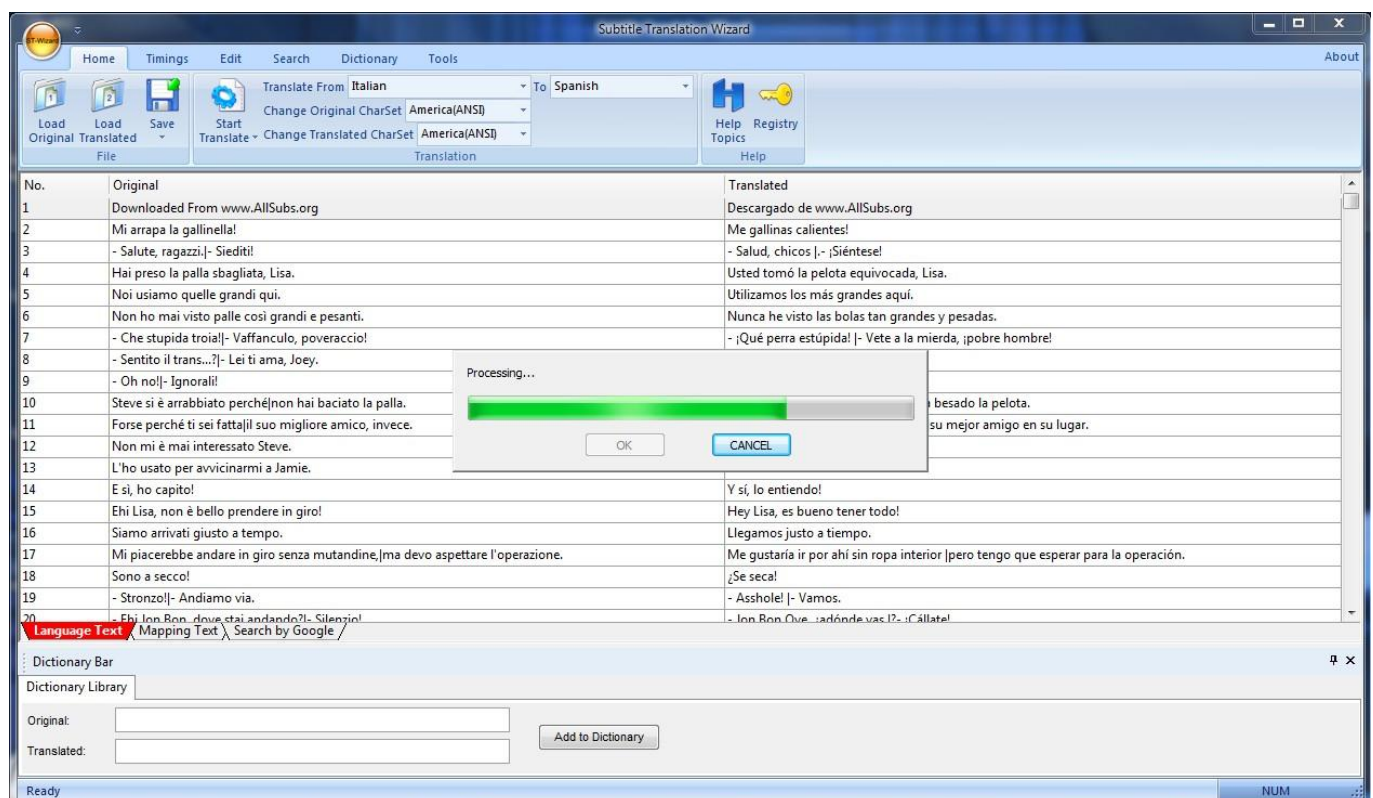 Subtitle Translation Wizard
ST-Wizard
Home Timings Edit Search Dictionary Tools About
Load Original
Load Translated
Save
File
Start Translate
Translate From Italian To Spanish
Change Original CharSet America(ANSI)
Change Translated CharSet America(ANSI)
Translation
Help Topics
Registry
Help
No. Original Translated
1 Downloaded From www.AllSubs.org Descargado de www.AllSubs.org
2 Mi arrapa la gallinella! Me gallinas calientes!
3 - Salute, ragazzi.|- Siediti! - Salud, chicos |.- ¡Siéntese!
4 Hai preso la palla sbagliata, Lisa. Usted tomó la pelota equivocada, Lisa.
5 Noi usiamo quelle grandi qui. Utilizamos los más grandes aquí.
6 Non ho mai visto palle così grandi e pesanti. Nunca he visto las bolas tan grandes y pesadas.
7 - Che stupida troia!|- Vaffanculo, poveraccio! - ¡Qué perra estúpida! |- Vete a la mierda, ¡pobre hombre!
8 - Sentito il trans...?|- Lei ti ama, Joey.
9 - Oh no!|- Ignorali!
10 Steve si è arrabbiato perché|non hai baciato la palla. besado la pelota.
11 Forse perché ti sei fatta|il suo migliore amico, invece. su mejor amigo en su lugar.
12 Non mi è mai interessato Steve.
13 L'ho usato per avvicinarmi a Jamie.
14 E sì, ho capito! Y sí, lo entiendo!
15 Ehi Lisa, non è bello prendere in giro! Hey Lisa, es bueno tener todo!
16 Siamo arrivati giusto a tempo. Llegamos justo a tiempo.
17 Mi piacerebbe andare in giro senza mutandine,|ma devo aspettare l'operazione. Me gustaría ir por ahí sin ropa interior |pero tengo que esperar para la operación.
18 Sono a secco! ¿Se seca!
19 - Stronzo!|- Andiamo via. - Asshole! |- Vamos.
20 - Ehi Jon Bon, dove stai andando?|- Silenzio! - Jon Bon Oye, ¿adónde vas |?- ¡Cállate!
Processing...
OK CANCEL
Language Text Mapping Text Search by Google
Dictionary Bar
Dictionary Library
Original:
Add to Dictionary
Translated:
Ready NUM